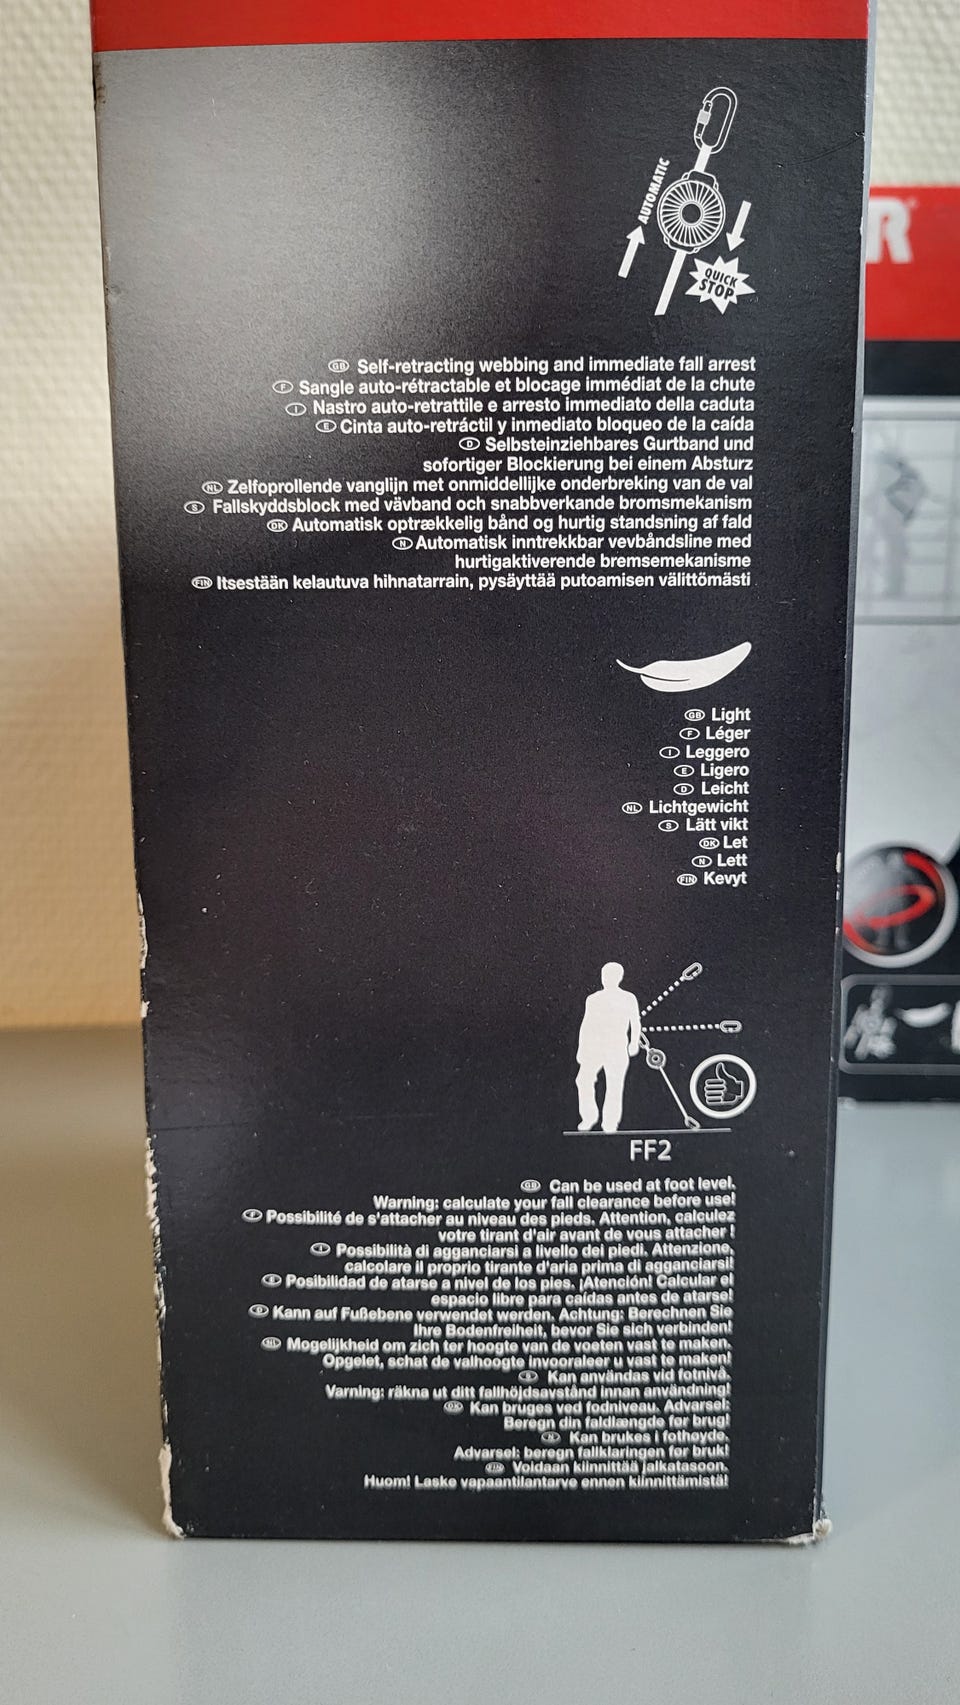 AUTOMATIC
QUICK
STOP
GB Self-retracting webbing and immediate fall arrest
F Sangle auto-rétractable et blocage immédiat de la chute
I Nastro auto-retrattile e arresto immediato della caduta
E Cinta auto-retráctil y inmediato bloqueo de la caída
D Selbsteinziehbares Gurtband und
sofortiger Blockierung bei einem Absturz
NL Zelfoprollende vanglijn met onmiddellijke onderbreking van de val
S Fallskyddsblock med vävband och snabbverkande bromsmekanism
DK Automatisk optrækkelig bånd og hurtig standsning af fald
N Automatisk inntrekkbar vevbåndsline med
hurtigaktiverende bremsemekanisme
FIN Itsestään kelautuva hihnatarrain, pysäyttää putoamisen välittömästi
GB Light
F Léger
I Leggero
E Ligero
D Leicht
NL Lichtgewicht
S Lätt vikt
DK Let
N Lett
FIN Kevyt
FF2
GB Can be used at foot level.
Warning: calculate your fall clearance before use!
F Possibilité de s'attacher au niveau des pieds. Attention, calculez
votre tirant d'air avant de vous attacher !
I Possibilità di agganciarsi a livello dei piedi. Attenzione,
calcolare il proprio tirante d'aria prima di agganciarsi!
E Posibilidad de atarse a nivel de los pies. ¡Atención! Calcular el
espacio libre para caídas antes de atarse!
D Kann auf Fußebene verwendet werden. Achtung: Berechnen Sie
Ihre Bodenfreiheit, bevor Sie sich verbinden!
NL Mogelijkheid om zich ter hoogte van de voeten vast te maken.
Opgelet, schat de valhoogte invooraleer u vast te maken!
S Kan användas vid fotnivå.
Varning: räkna ut ditt fallhöjdsavstånd innan användning!
DK Kan bruges ved fodniveau. Advarsel:
Beregn din faldlængde før brug!
N Kan brukes i fothøyde.
Advarsel: beregn fallklaringen før bruk!
FIN Voidaan kiinnittää jalkatasoon.
Huom! Laske vapaantilantarve ennen kiinnittämistä!
R